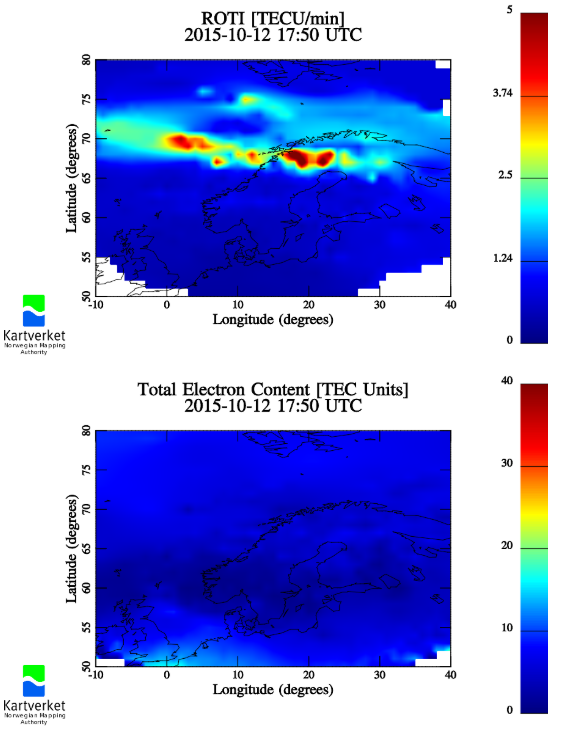 ROTI [TECU/min]
2015-10-12 17:50 UTC
5
3.74
2.5
1.24
0
80
75
70
65
60
55
50
Latitude (degrees)
-10
0
10
20
30
40
Longitude (degrees)
Kartverket
Norwegian Mapping
Authority
Total Electron Content [TEC Units]
2015-10-12 17:50 UTC
40
30
20
10
0
80
75
70
65
60
55
50
Latitude (degrees)
-10
0
10
20
30
40
Longitude (degrees)
Kartverket
Norwegian Mapping
Authority